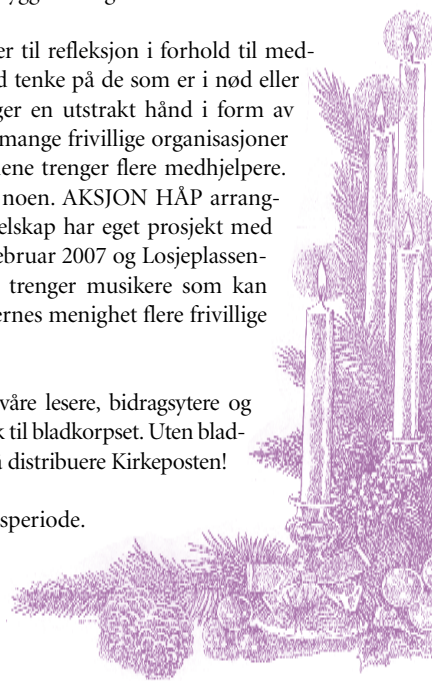 er til refleksjon i forhold til med-
d tenke på de som er i nød eller
ger en utstrakt hånd i form av
mange frivillige organisasjoner
ene trenger flere medhjelpere.
noen. AKSJON HÅP arrang-
elskap har eget prosjekt med
ebruar 2007 og Losjeplassen-
trenger musikere som kan
ernes menighet flere frivillige
våre lesere, bidragsytere og
k til bladkorpset. Uten blad-
distribuere Kirkeposten!
speriode.